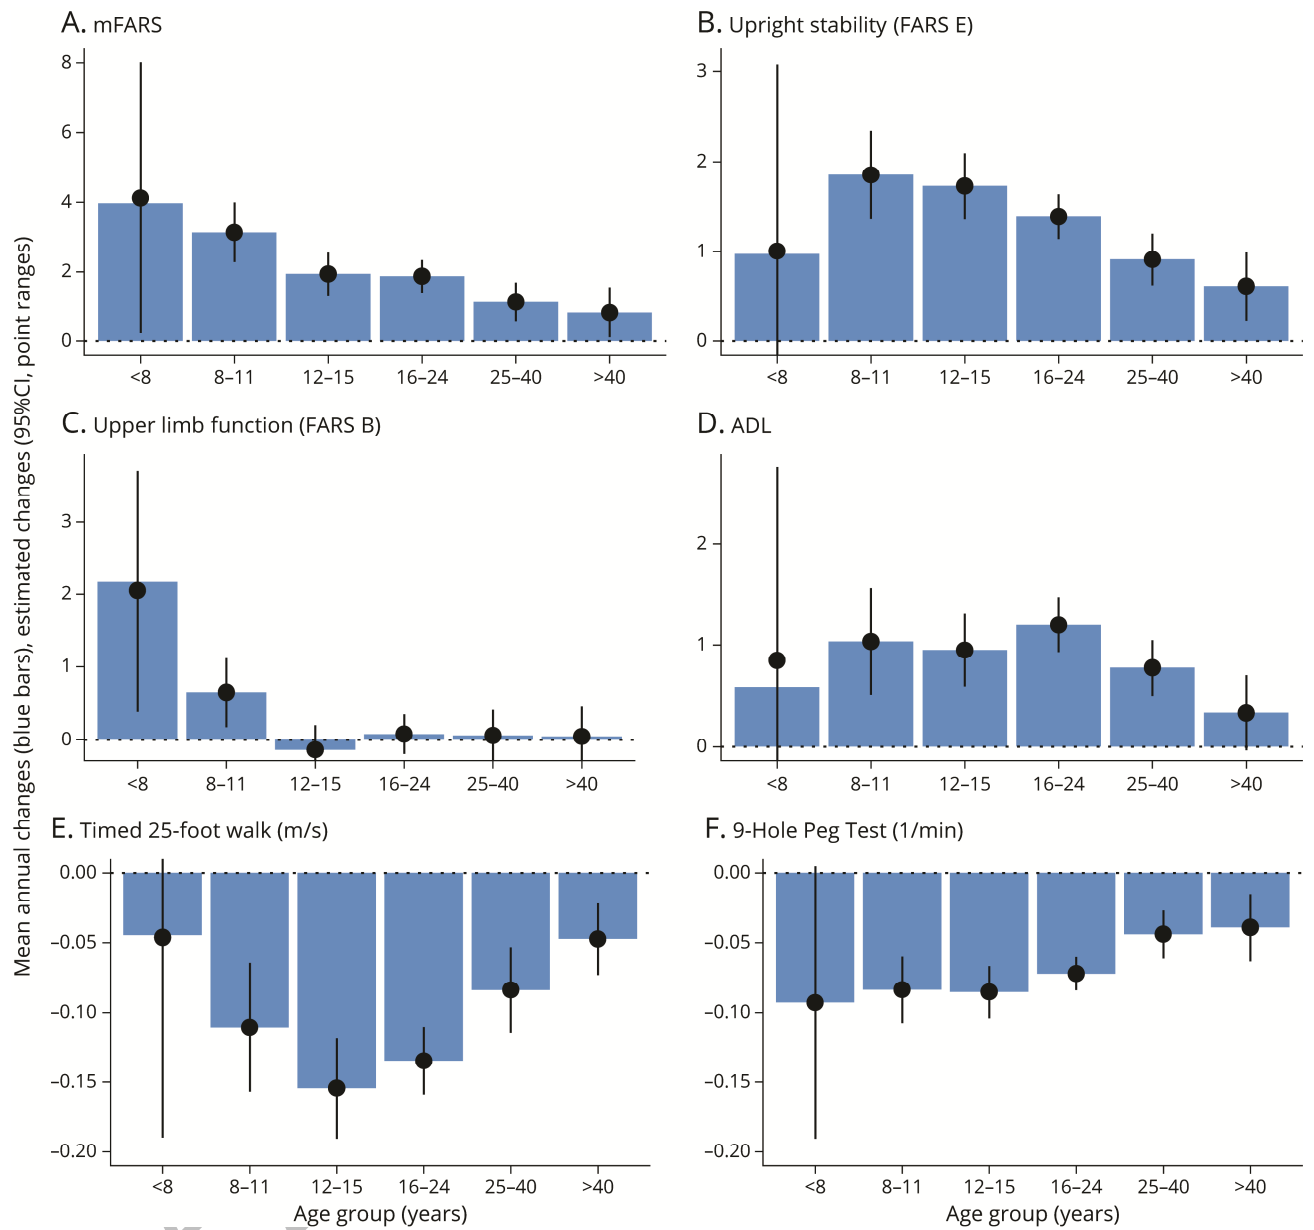 A. mFARS
8
6
4
2
0
<8 8–11 12–15 16–24 25–40 >40
B. Upright stability (FARS E)
3
2
1
0
<8 8–11 12–15 16–24 25–40 >40
Mean annual changes (blue bars), estimated changes (95%CI, point ranges)
C. Upper limb function (FARS B)
3
2
1
0
<8 8–11 12–15 16–24 25–40 >40
D. ADL
2
1
0
<8 8–11 12–15 16–24 25–40 >40
E. Timed 25-foot walk (m/s)
0.00
–0.05
–0.10
–0.15
–0.20
<8 8–11 12–15 16–24 25–40 >40
Age group (years)
F. 9-Hole Peg Test (1/min)
0.00
–0.05
–0.10
–0.15
–0.20
<8 8–11 12–15 16–24 25–40 >40
Age group (years)